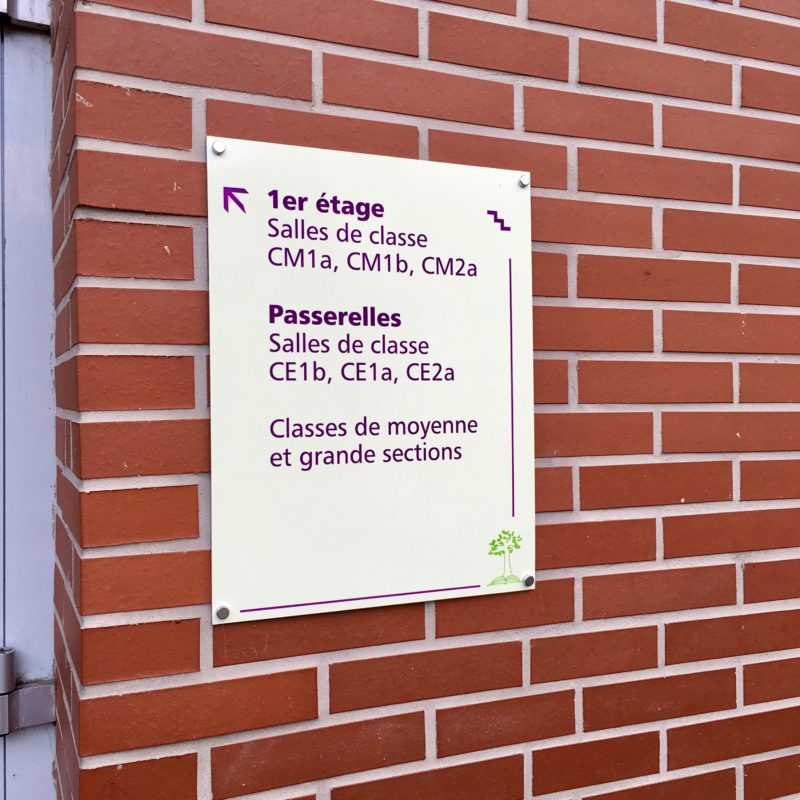 1er étage
Salles de classe
CM1a, CM1b, CM2a
Passerelles
Salles de classe
CE1b, CE1a, CE2a
Classes de moyenne
et grande sections